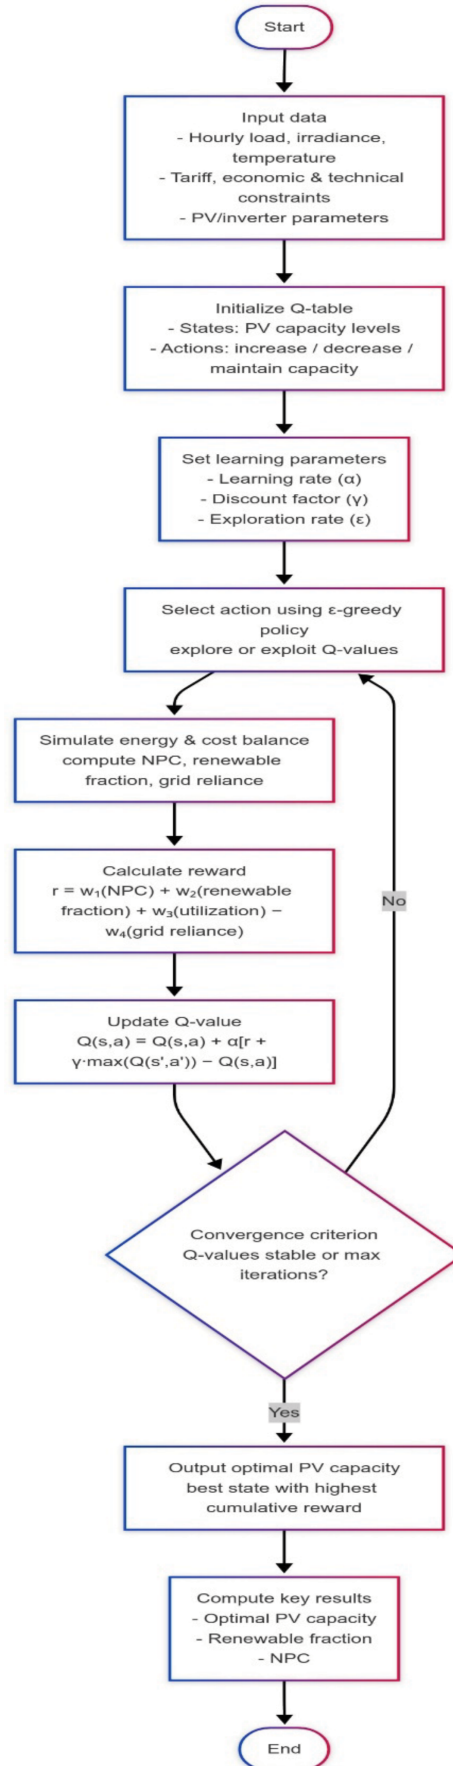 Start
Input data
- Hourly load, irradiance,
temperature
- Tariff, economic & technical
constraints
- PV/inverter parameters
Initialize Q-table
- States: PV capacity levels
- Actions: increase / decrease /
maintain capacity
Set learning parameters
- Learning rate (α)
- Discount factor (γ)
- Exploration rate (ε)
Select action using ε-greedy
policy
explore or exploit Q-values
Simulate energy & cost balance
compute NPC, renewable
fraction, grid reliance
Calculate reward
r = w₁(NPC) + w₂(renewable
fraction) + w₃(utilization) −
w₄(grid reliance)
No
Update Q-value
Q(s,a) = Q(s,a) + α[r +
γ·max(Q(s',a')) − Q(s,a)]
Convergence criterion
Q-values stable or max
iterations?
Yes
Output optimal PV capacity
best state with highest
cumulative reward
Compute key results
- Optimal PV capacity
- Renewable fraction
- NPC
End